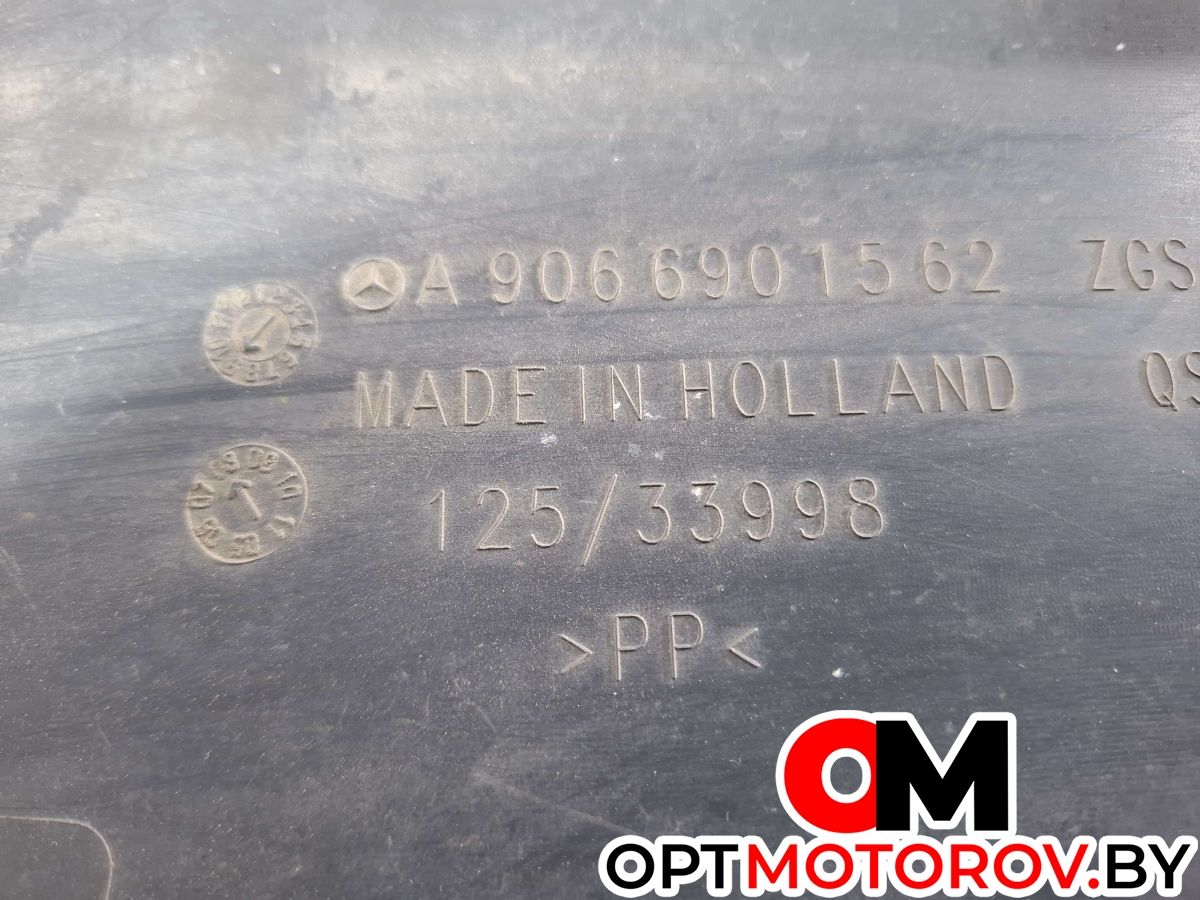 A 906 690 15 62 ZGS
MADE IN HOLLAND QS
125/33998
>PP<
OM
OPTMOTOROV.BY